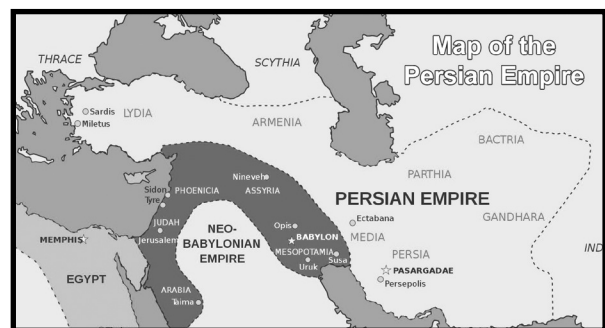 Map of the
Persian Empire
THRACE
SCYTHIA
Sardis
Miletus
LYDIA
ARMENIA
BACTRIA
PARTHIA
GANDHARA
Nineveh
ASSYRIA
Sidon
Tyre
PHOENICIA
PERSIAN EMPIRE
Ectabana
MEDIA
Opis
BABYLON
MESOPOTAMIA
Susa
Uruk
JUDAH
Jerusalem
NEO-
BABYLONIAN
EMPIRE
MEMPHIS
EGYPT
ARABIA
Taima
PERSIA
PASARGADAE
Persepolis
IND